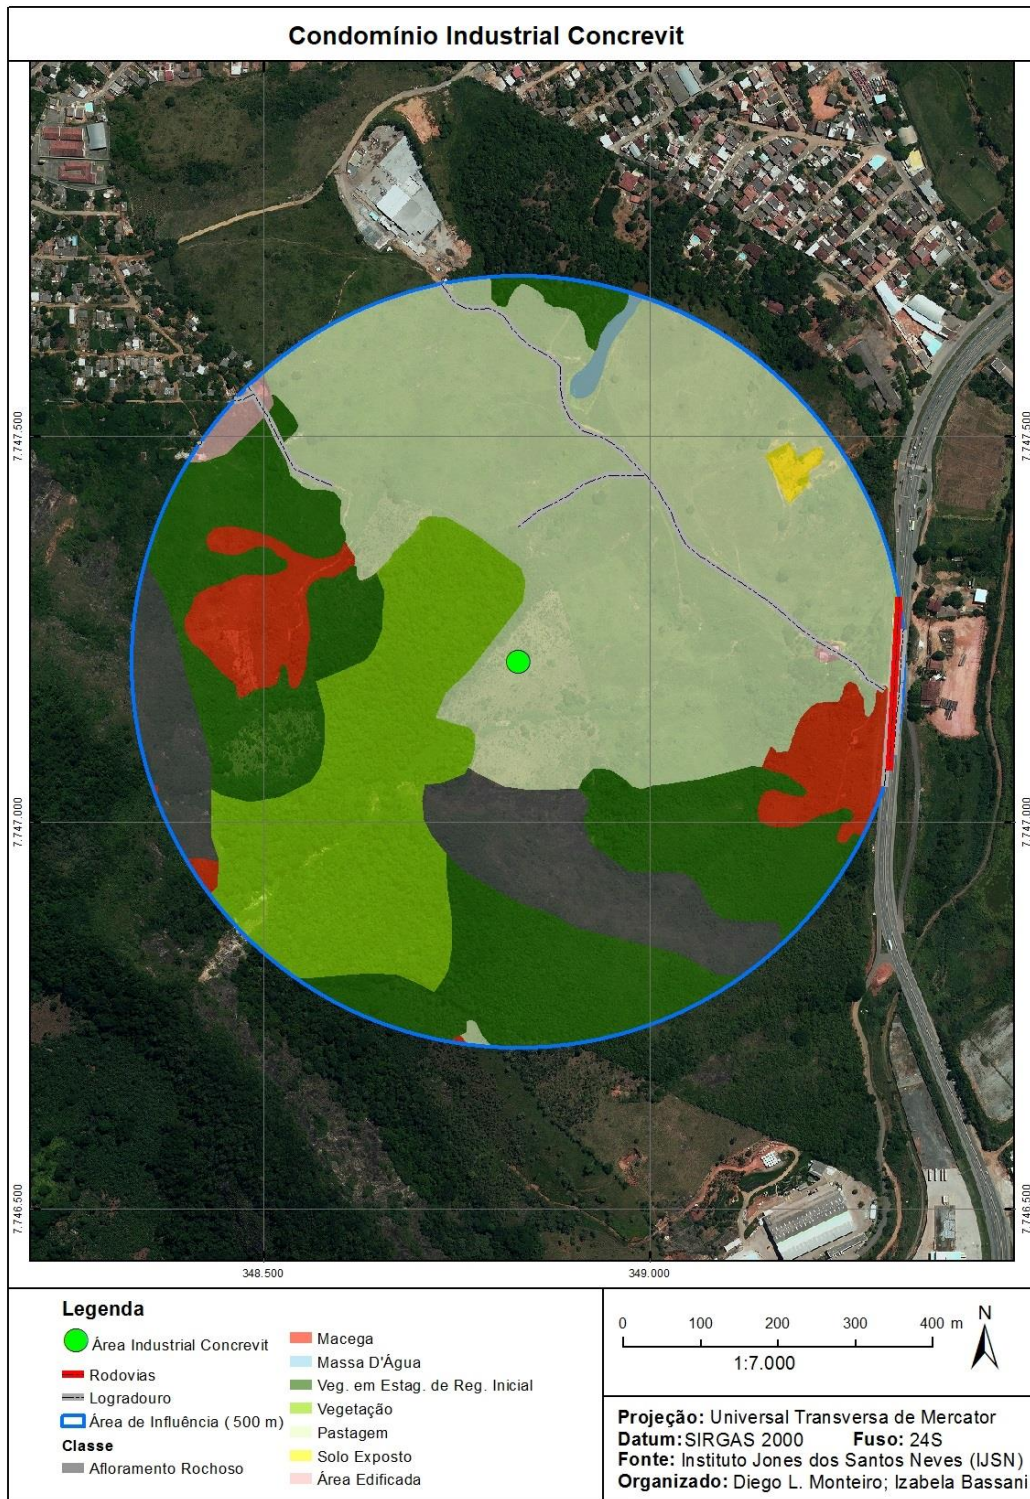 Condomínio Industrial Concrevit
7.747.500
7.747.500
7.747.000
7.747.000
7.746.500
7.746.500
348.500
349.000
Legenda
Área Industrial Concrevit
Rodovias
Logradouro
Área de Influência ( 500 m)
Classe
Afloramento Rochoso
Macega
Massa D'Água
Veg. em Estag. de Reg. Inicial
Vegetação
Pastagem
Solo Exposto
Área Edificada
0 100 200 300 400 m
1:7.000
N
Projeção: Universal Transversa de Mercator
Datum: SIRGAS 2000 Fuso: 24S
Fonte: Instituto Jones dos Santos Neves (IJSN)
Organizado: Diego L. Monteiro; Izabela Bassani